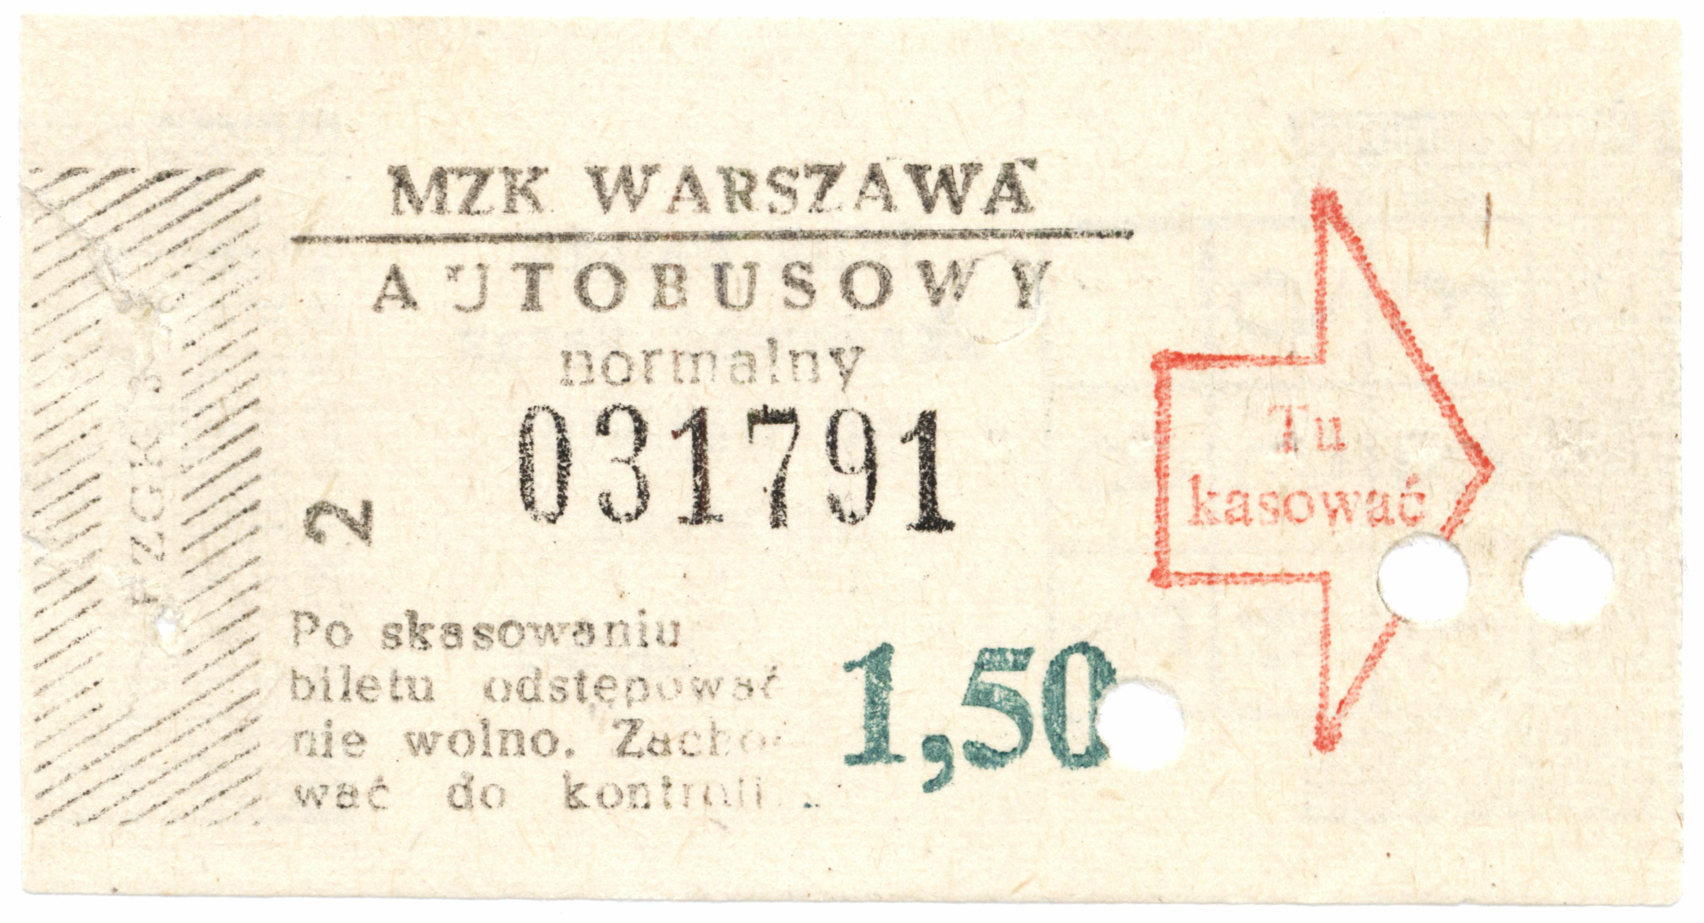 MZK WARSZAWA
AUTOBUSOWY
normalny
031791
2
Po skasowaniu
biletu odstępować
nie wolno. Zacho-
wać do kontroli.
1,50
Tu
kasować